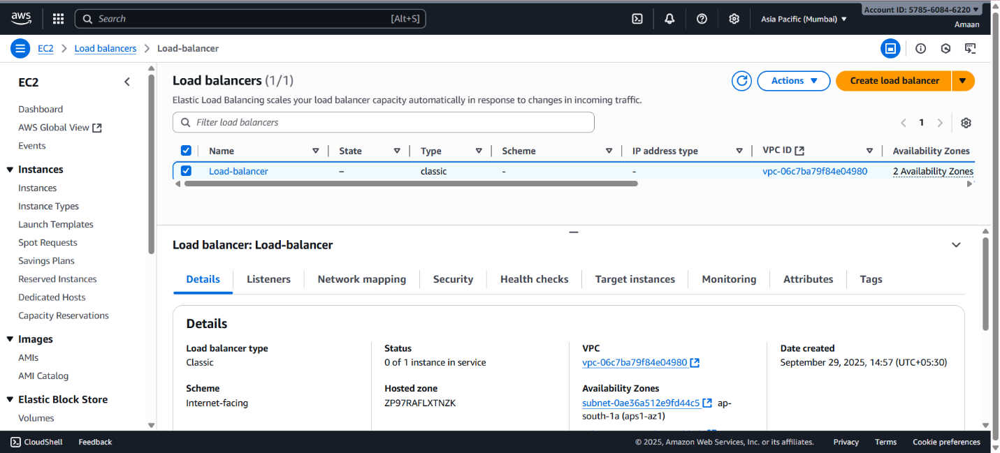 aws
Search [Alt+S]
Asia Pacific (Mumbai)
Account ID: 5785-6084-6220
Amaan
EC2 Load balancers Load-balancer
EC2
Dashboard
AWS Global View
Events
Instances
Instances
Instance Types
Launch Templates
Spot Requests
Savings Plans
Reserved Instances
Dedicated Hosts
Capacity Reservations
Images
AMIs
AMI Catalog
Elastic Block Store
Volumes
Load balancers (1/1)
Actions
Create load balancer
Elastic Load Balancing scales your load balancer capacity automatically in response to changes in incoming traffic.
Filter load balancers
1
Name State Type Scheme IP address type VPC ID Availability Zones
Load-balancer – classic - - vpc-06c7ba79f84e04980 2 Availability Zones
Load balancer: Load-balancer
Details Listeners Network mapping Security Health checks Target instances Monitoring Attributes Tags
Details
Load balancer type
Classic
Scheme
Internet-facing
Status
0 of 1 instance in service
Hosted zone
ZP97RAFLXTNZK
VPC
vpc-06c7ba79f84e04980
Availability Zones
subnet-0ae36a512e9fd44c5 ap-
south-1a (aps1-az1)
Date created
September 29, 2025, 14:57 (UTC+05:30)
CloudShell Feedback
© 2025, Amazon Web Services, Inc. or its affiliates. Privacy Terms Cookie preferences